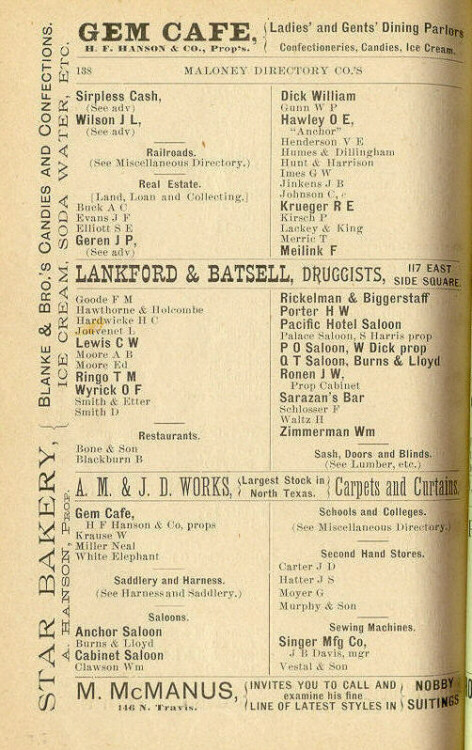 GEM CAFE,
H. F. HANSON & CO., Prop's.
Ladies' and Gents' Dining Parlors
Confectioneries, Candies, Ice Cream.
138 MALONEY DIRECTORY CO.'S
Sirpless Cash,
(See adv)
Wilson J L,
(See adv)
Railroads.
(See Miscellaneous Directory.)
Real Estate.
[Land, Loan and Collecting.]
Buck A C
Evans J F
Elliott S E
Geren J P,
(See adv)
Dick William
Gunn W P
Hawley O E,
"Anchor"
Henderson V E
Humes & Dillingham
Hunt & Harrison
Imes G W
Jinkens J B
Johnson C, c
Krueger R E
Kirsch P
Lackey & King
Merric T
Meilink F
LANKFORD & BATSELL, DRUGGISTS, 117 EAST
SIDE SQUARE
Goode F M
Hawthorne & Holcombe
Hardwicke H C
Jouvenet L
Lewis C W
Moore A B
Moore Ed
Ringo T M
Wyrick O F
Smith & Etter
Smith D
Restaurants.
Bone & Son
Blackburn B
Rickelman & Biggerstaff
Porter H W
Pacific Hotel Saloon
Palace Saloon, S Harris prop
P O Saloon, W Dick prop
Q T Saloon, Burns & Lloyd
Ronen J W,
Prop Cabinet
Sarazan's Bar
Schlosser F
Waltz H
Zimmerman Wm
Sash, Doors and Blinds.
(See Lumber, etc.)
A. M. & J. D. WORKS, Largest Stock in
North Texas. Carpets and Curtains.
Gem Cafe,
H F Hanson & Co, props
Krause W
Miller Neal
White Elephant
Saddlery and Harness.
(See Harness and Saddlery.)
Saloons.
Anchor Saloon
Burns & Lloyd
Cabinet Saloon
Clawson Wm
Schools and Colleges.
(See Miscellaneous Directory.)
Second Hand Stores.
Carter J D
Hatter J S
Moyer G
Murphy & Son
Sewing Machines.
Singer Mfg Co,
J B Davis, mgr
Vestal & Son
M. McMANUS,
146 N. Travis.
INVITES YOU TO CALL AND
examine his fine
LINE OF LATEST STYLES IN
NOBBY
SUITINGS
STAR BAKERY,
A. HANSON, PROP.
BLANKE & BRO.'S CANDIES AND CONFECTIONS.
ICE CREAM, SODA WATER, ETC.